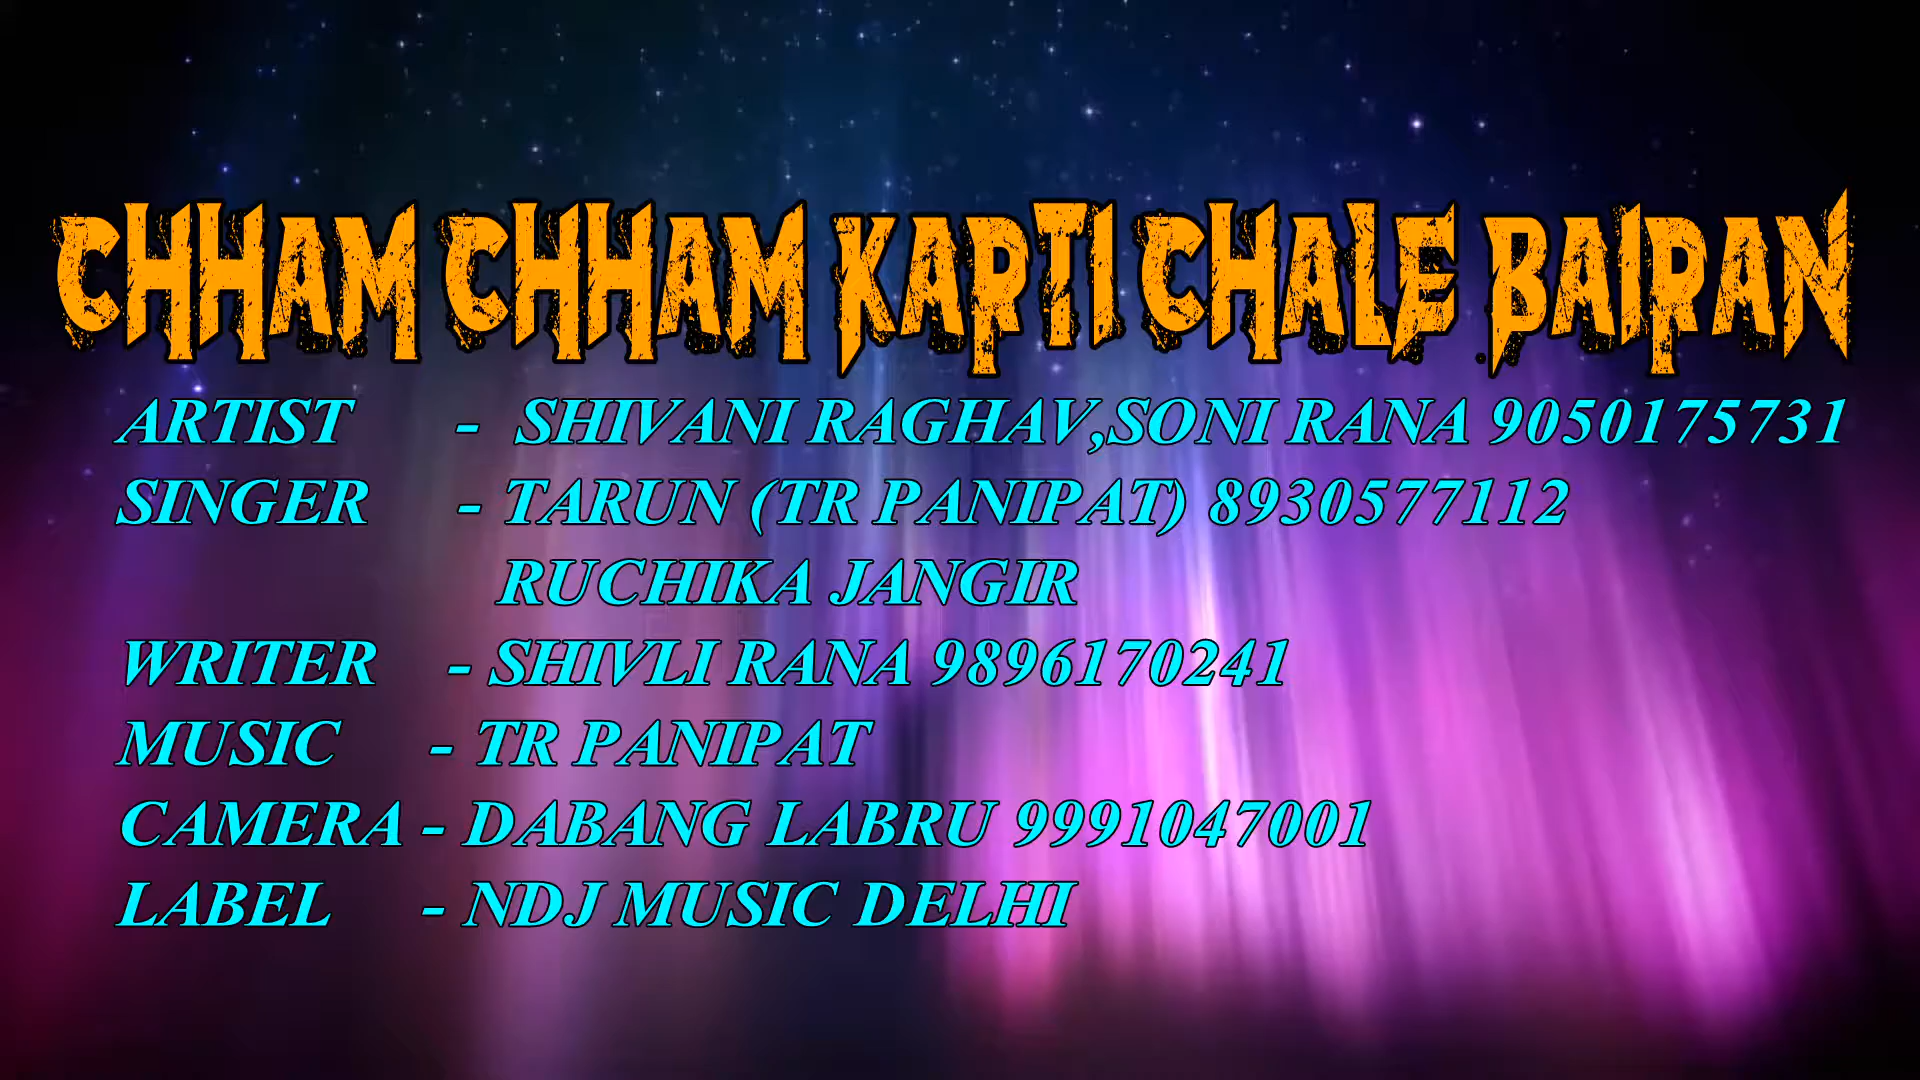 CHHAM CHHAM KARTI CHALE BAIRAN
ARTIST - SHIVANI RAGHAV,SONI RANA 9050175731
SINGER - TARUN (TR PANIPAT) 8930577112
RUCHIKA JANGIR
WRITER - SHIVLI RANA 9896170241
MUSIC - TR PANIPAT
CAMERA - DABANG LABRU 9991047001
LABEL - NDJ MUSIC DELHI